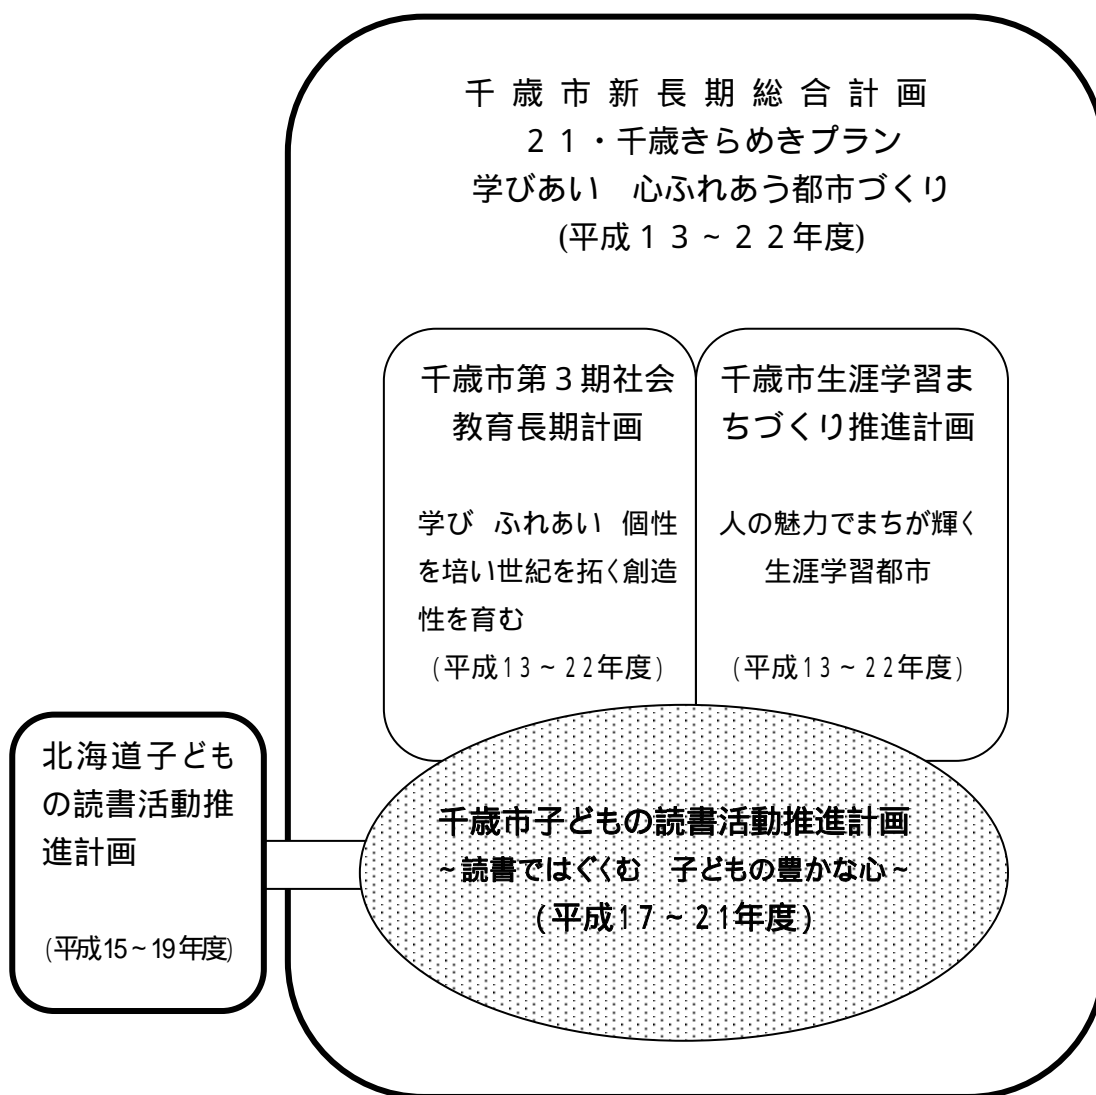 千歳市新長期総合計画
２１・千歳きらめきプラン
学びあい　心ふれあう都市づくり
(平成１３～２２年度)
千歳市第３期社会
教育長期計画
学び ふれあい 個性
を培い世紀を拓く創造
性を育む
(平成13～22年度)
千歳市生涯学習ま
ちづくり推進計画
人の魅力でまちが輝く
生涯学習都市
(平成13～22年度)
北海道子ども
の読書活動推
進計画
(平成15～19年度)
千歳市子どもの読書活動推進計画
～読書ではぐくむ　子どもの豊かな心～
(平成17～21年度)